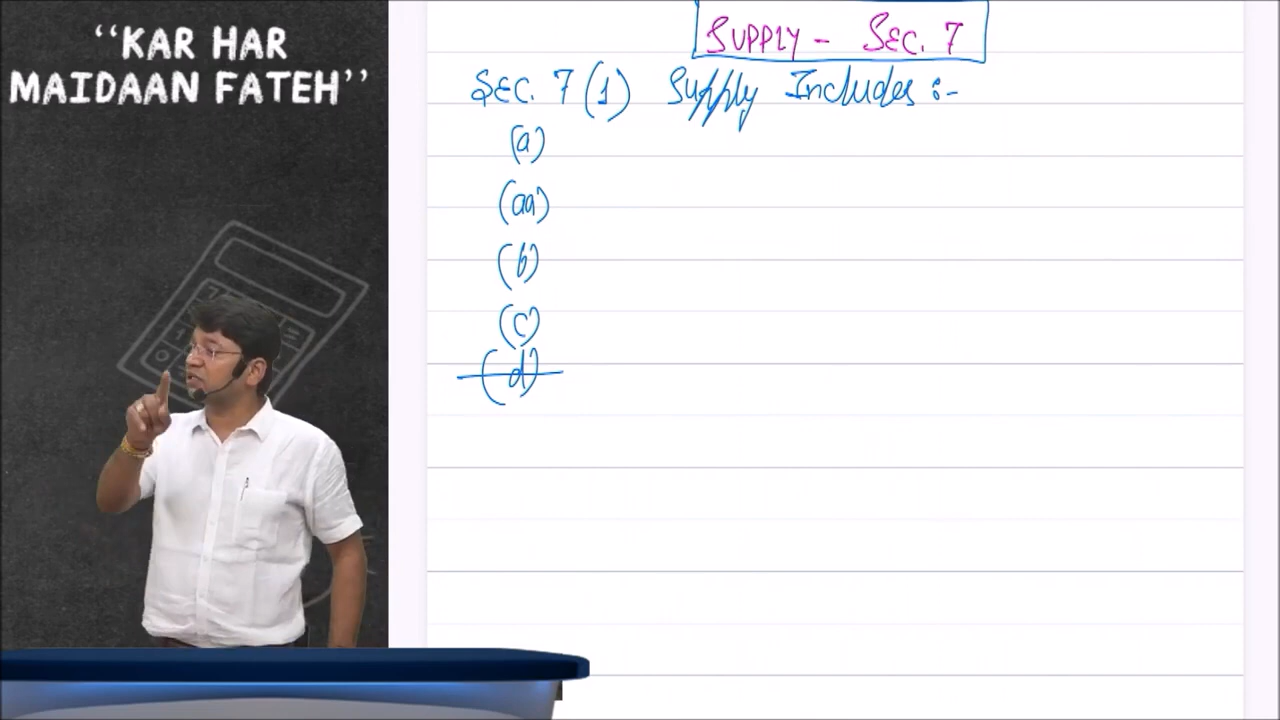 “KAR HAR
MAIDAAN FATEH”
SUPPLY - SEC. 7
SEC. 7 (1) Supply Includes :-
(a)
(aa)
(b)
(c)
(d)